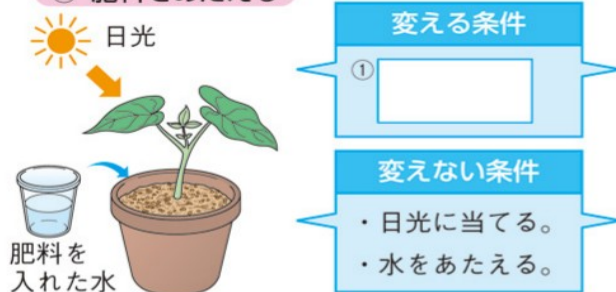 日光
肥料を
入れた水
変える条件
①
変えない条件
・日光に当てる。
・水をあたえる。